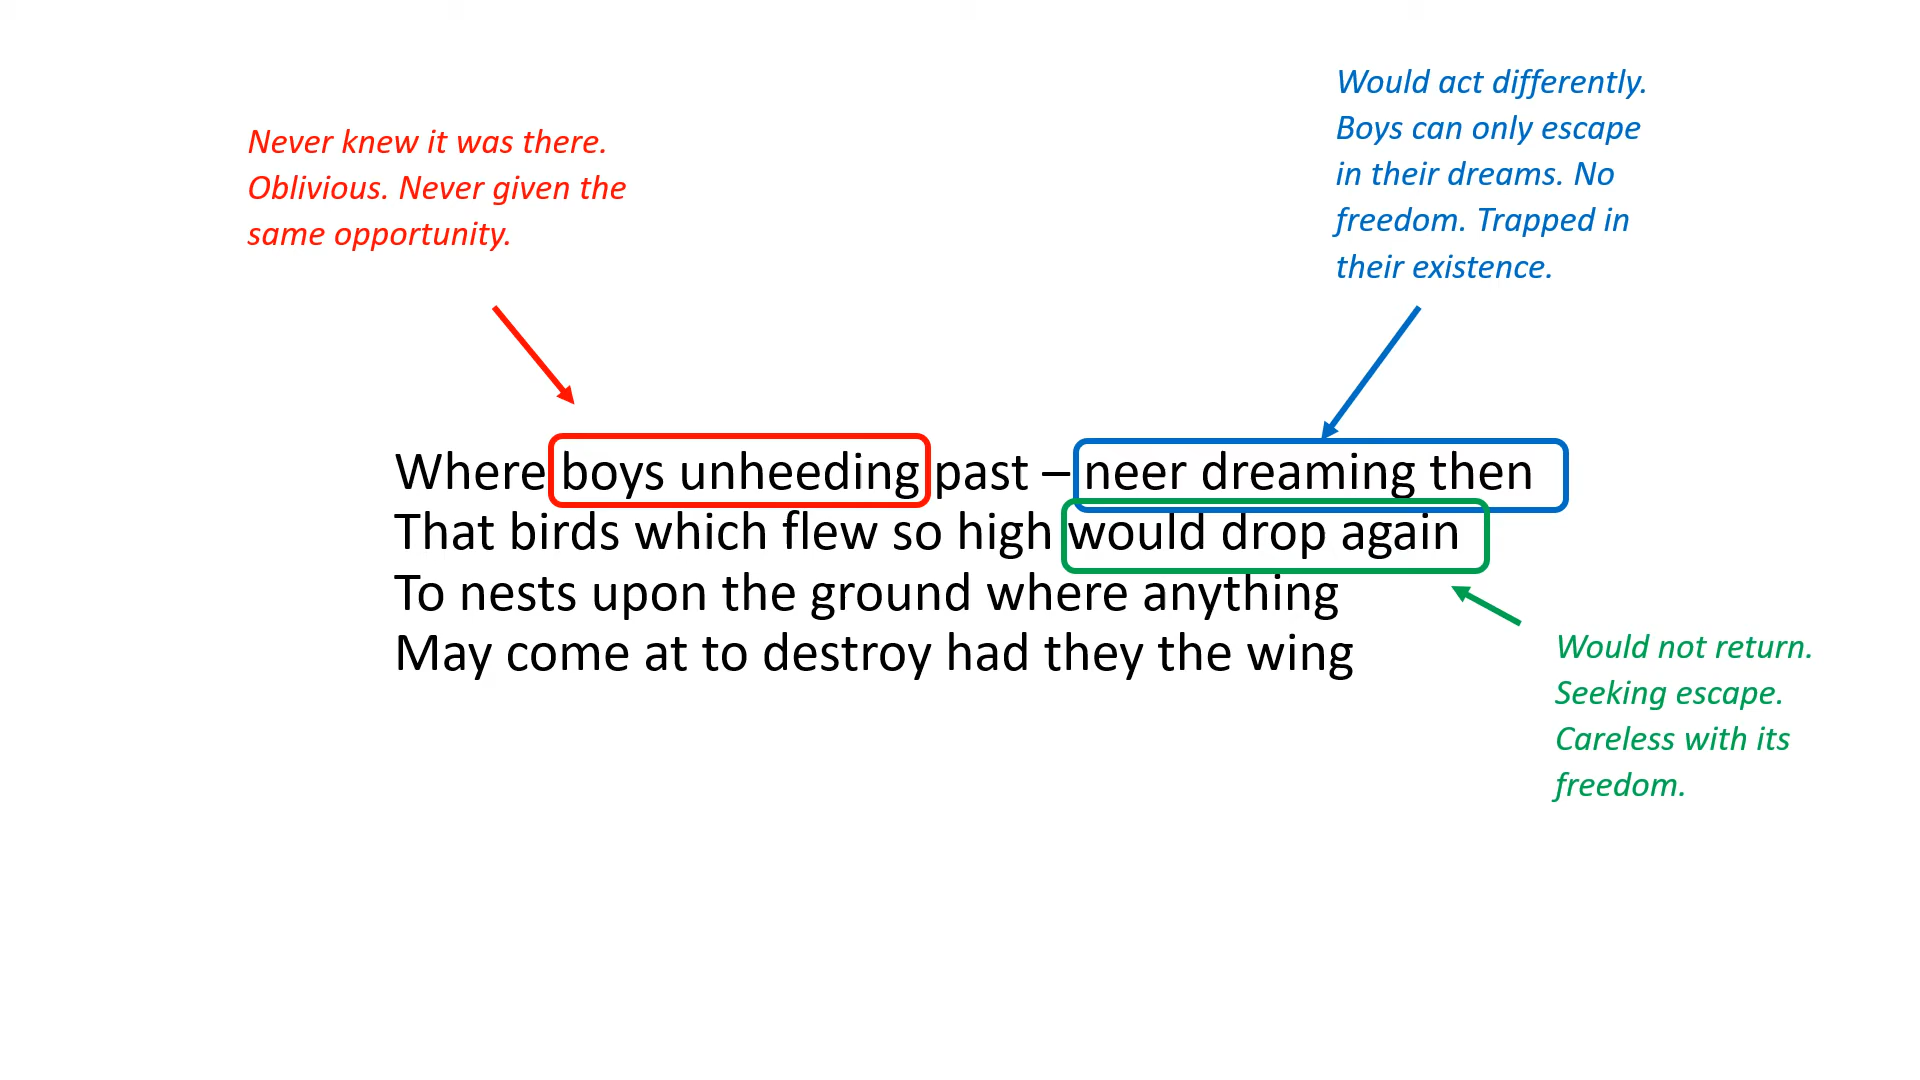 Never knew it was there.
Oblivious. Never given the
same opportunity.
Would act differently.
Boys can only escape
in their dreams. No
freedom. Trapped in
their existence.
Where boys unheeding past – neer dreaming then
That birds which flew so high would drop again
To nests upon the ground where anything
May come at to destroy had they the wing
Would not return.
Seeking escape.
Careless with its
freedom.